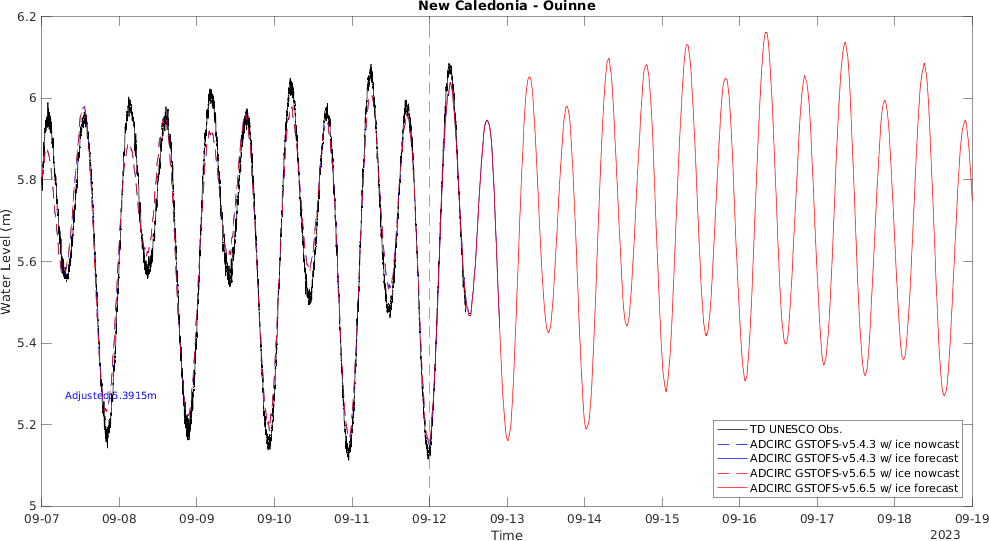 New Caledonia - Ouinne
6.2
6
5.8
5.6
5.4
5.2
5
Water Level (m)
Adjusted 5.3915m
TD UNESCO Obs.
ADCIRC GSTOFS-v5.4.3 w/ ice nowcast
ADCIRC GSTOFS-v5.4.3 w/ ice forecast
ADCIRC GSTOFS-v5.6.5 w/ ice nowcast
ADCIRC GSTOFS-v5.6.5 w/ ice forecast
09-07 09-08 09-09 09-10 09-11 09-12 09-13 09-14 09-15 09-16 09-17 09-18 09-19
Time
2023